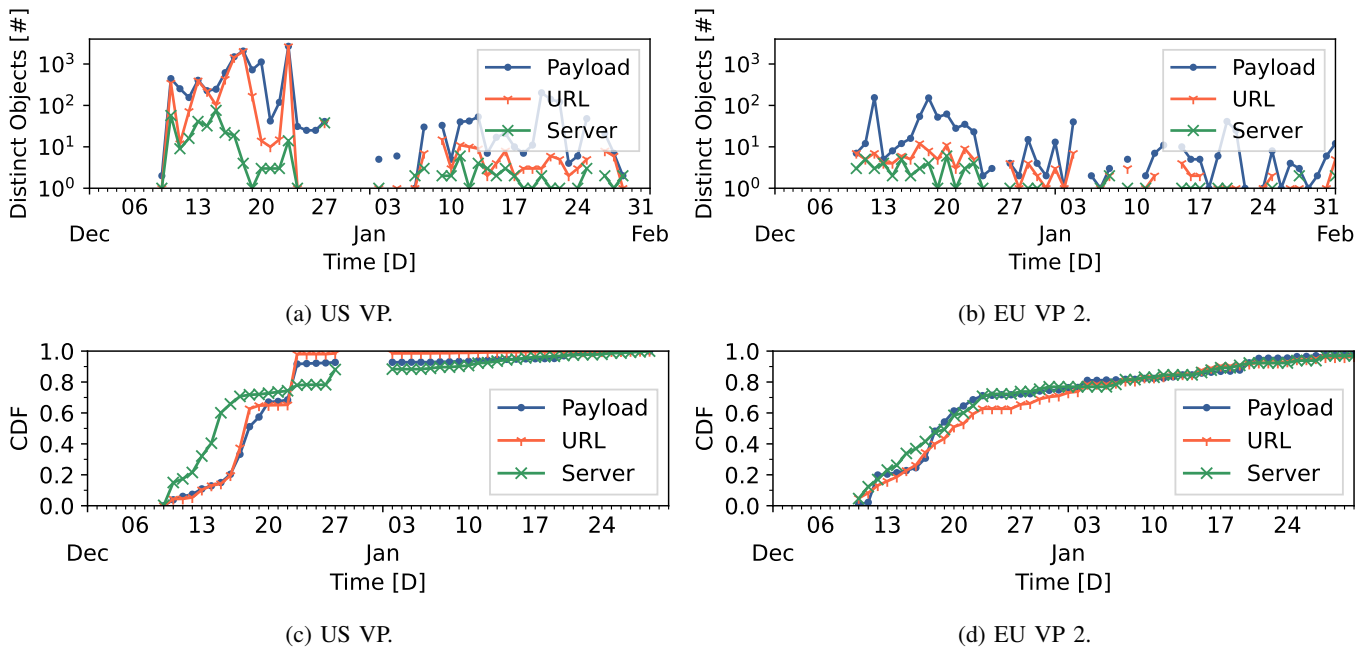 Distinct Objects [#]
10³
10²
10¹
10⁰
Payload
URL
Server
06 13 20 27 03 10 17 24 31
Dec Jan Feb
Time [D]
(a) US VP.
Distinct Objects [#]
10³
10²
10¹
10⁰
Payload
URL
Server
06 13 20 27 03 10 17 24 31
Dec Jan Feb
Time [D]
(b) EU VP 2.
CDF
1.0
0.8
0.6
0.4
0.2
0.0
Payload
URL
Server
06 13 20 27 03 10 17 24
Dec Jan
Time [D]
(c) US VP.
CDF
1.0
0.8
0.6
0.4
0.2
0.0
Payload
URL
Server
06 13 20 27 03 10 17 24
Dec Jan
Time [D]
(d) EU VP 2.